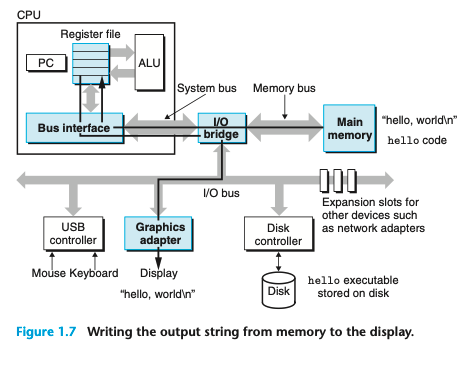 CPU
Register file
PC
ALU
System bus
Memory bus
Bus interface
I/O
bridge
Main
memory
"hello, world\n"
hello code
I/O bus
Expansion slots for
other devices such
as network adapters
USB
controller
Graphics
adapter
Disk
controller
Mouse Keyboard
Display
"hello, world\n"
Disk
hello executable
stored on disk
Figure 1.7 Writing the output string from memory to the display.